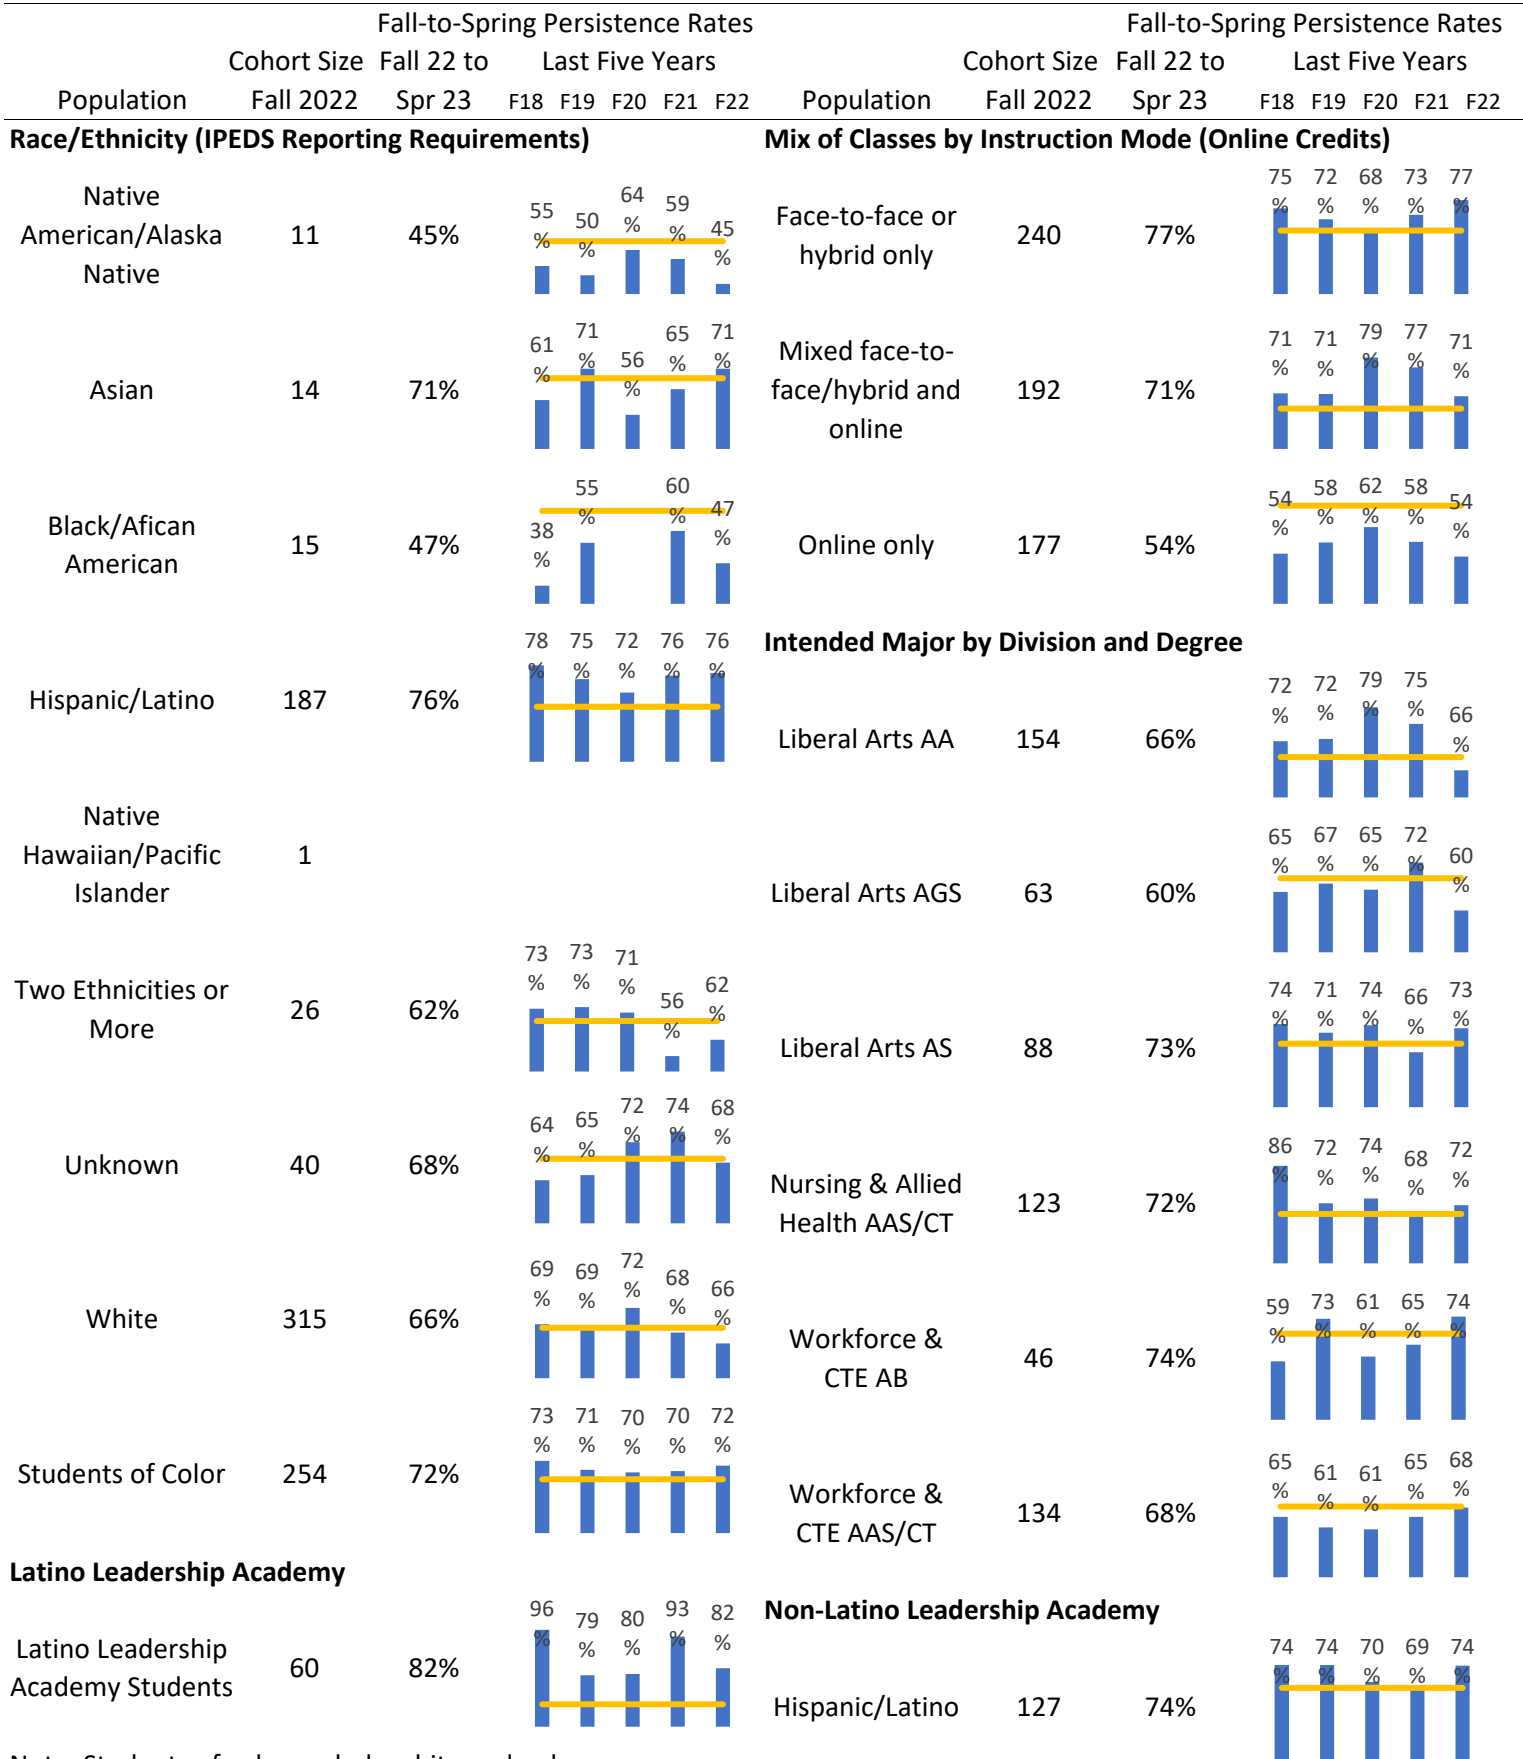 Fall-to-Spring Persistence Rates
Cohort Size Fall 22 to Last Five Years
Population Fall 2022 Spr 23 F18 F19 F20 F21 F22
Race/Ethnicity (IPEDS Reporting Requirements)
Native
American/Alaska
Native
11 45%
55% 50% 64% 59% 45%
Asian 14 71%
61% 71% 56% 65% 71%
Black/Afican
American
15 47%
38% 55% 60% 47%
Hispanic/Latino 187 76%
78% 75% 72% 76% 76%
Native
Hawaiian/Pacific
Islander
1
Two Ethnicities or
More
26 62%
73% 73% 71% 56% 62%
Unknown 40 68%
64% 65% 72% 74% 68%
White 315 66%
69% 69% 72% 68% 66%
Students of Color 254 72%
73% 71% 70% 70% 72%
Latino Leadership Academy
Latino Leadership
Academy Students
60 82%
96% 79% 80% 93% 82%
Fall-to-Spring Persistence Rates
Cohort Size Fall 22 to Last Five Years
Population Fall 2022 Spr 23 F18 F19 F20 F21 F22
Mix of Classes by Instruction Mode (Online Credits)
Face-to-face or
hybrid only
240 77%
75% 72% 68% 73% 77%
Mixed face-to-
face/hybrid and
online
192 71%
71% 71% 79% 77% 71%
Online only 177 54%
54% 58% 62% 58% 54%
Intended Major by Division and Degree
Liberal Arts AA 154 66%
72% 72% 79% 75% 66%
Liberal Arts AGS 63 60%
65% 67% 65% 72% 60%
Liberal Arts AS 88 73%
74% 71% 74% 66% 73%
Nursing & Allied
Health AAS/CT
123 72%
86% 72% 74% 68% 72%
Workforce &
CTE AB
46 74%
59% 73% 61% 65% 74%
Workforce &
CTE AAS/CT
134 68%
65% 61% 61% 65% 68%
Non-Latino Leadership Academy
Hispanic/Latino 127 74%
74% 74% 70% 69% 74%